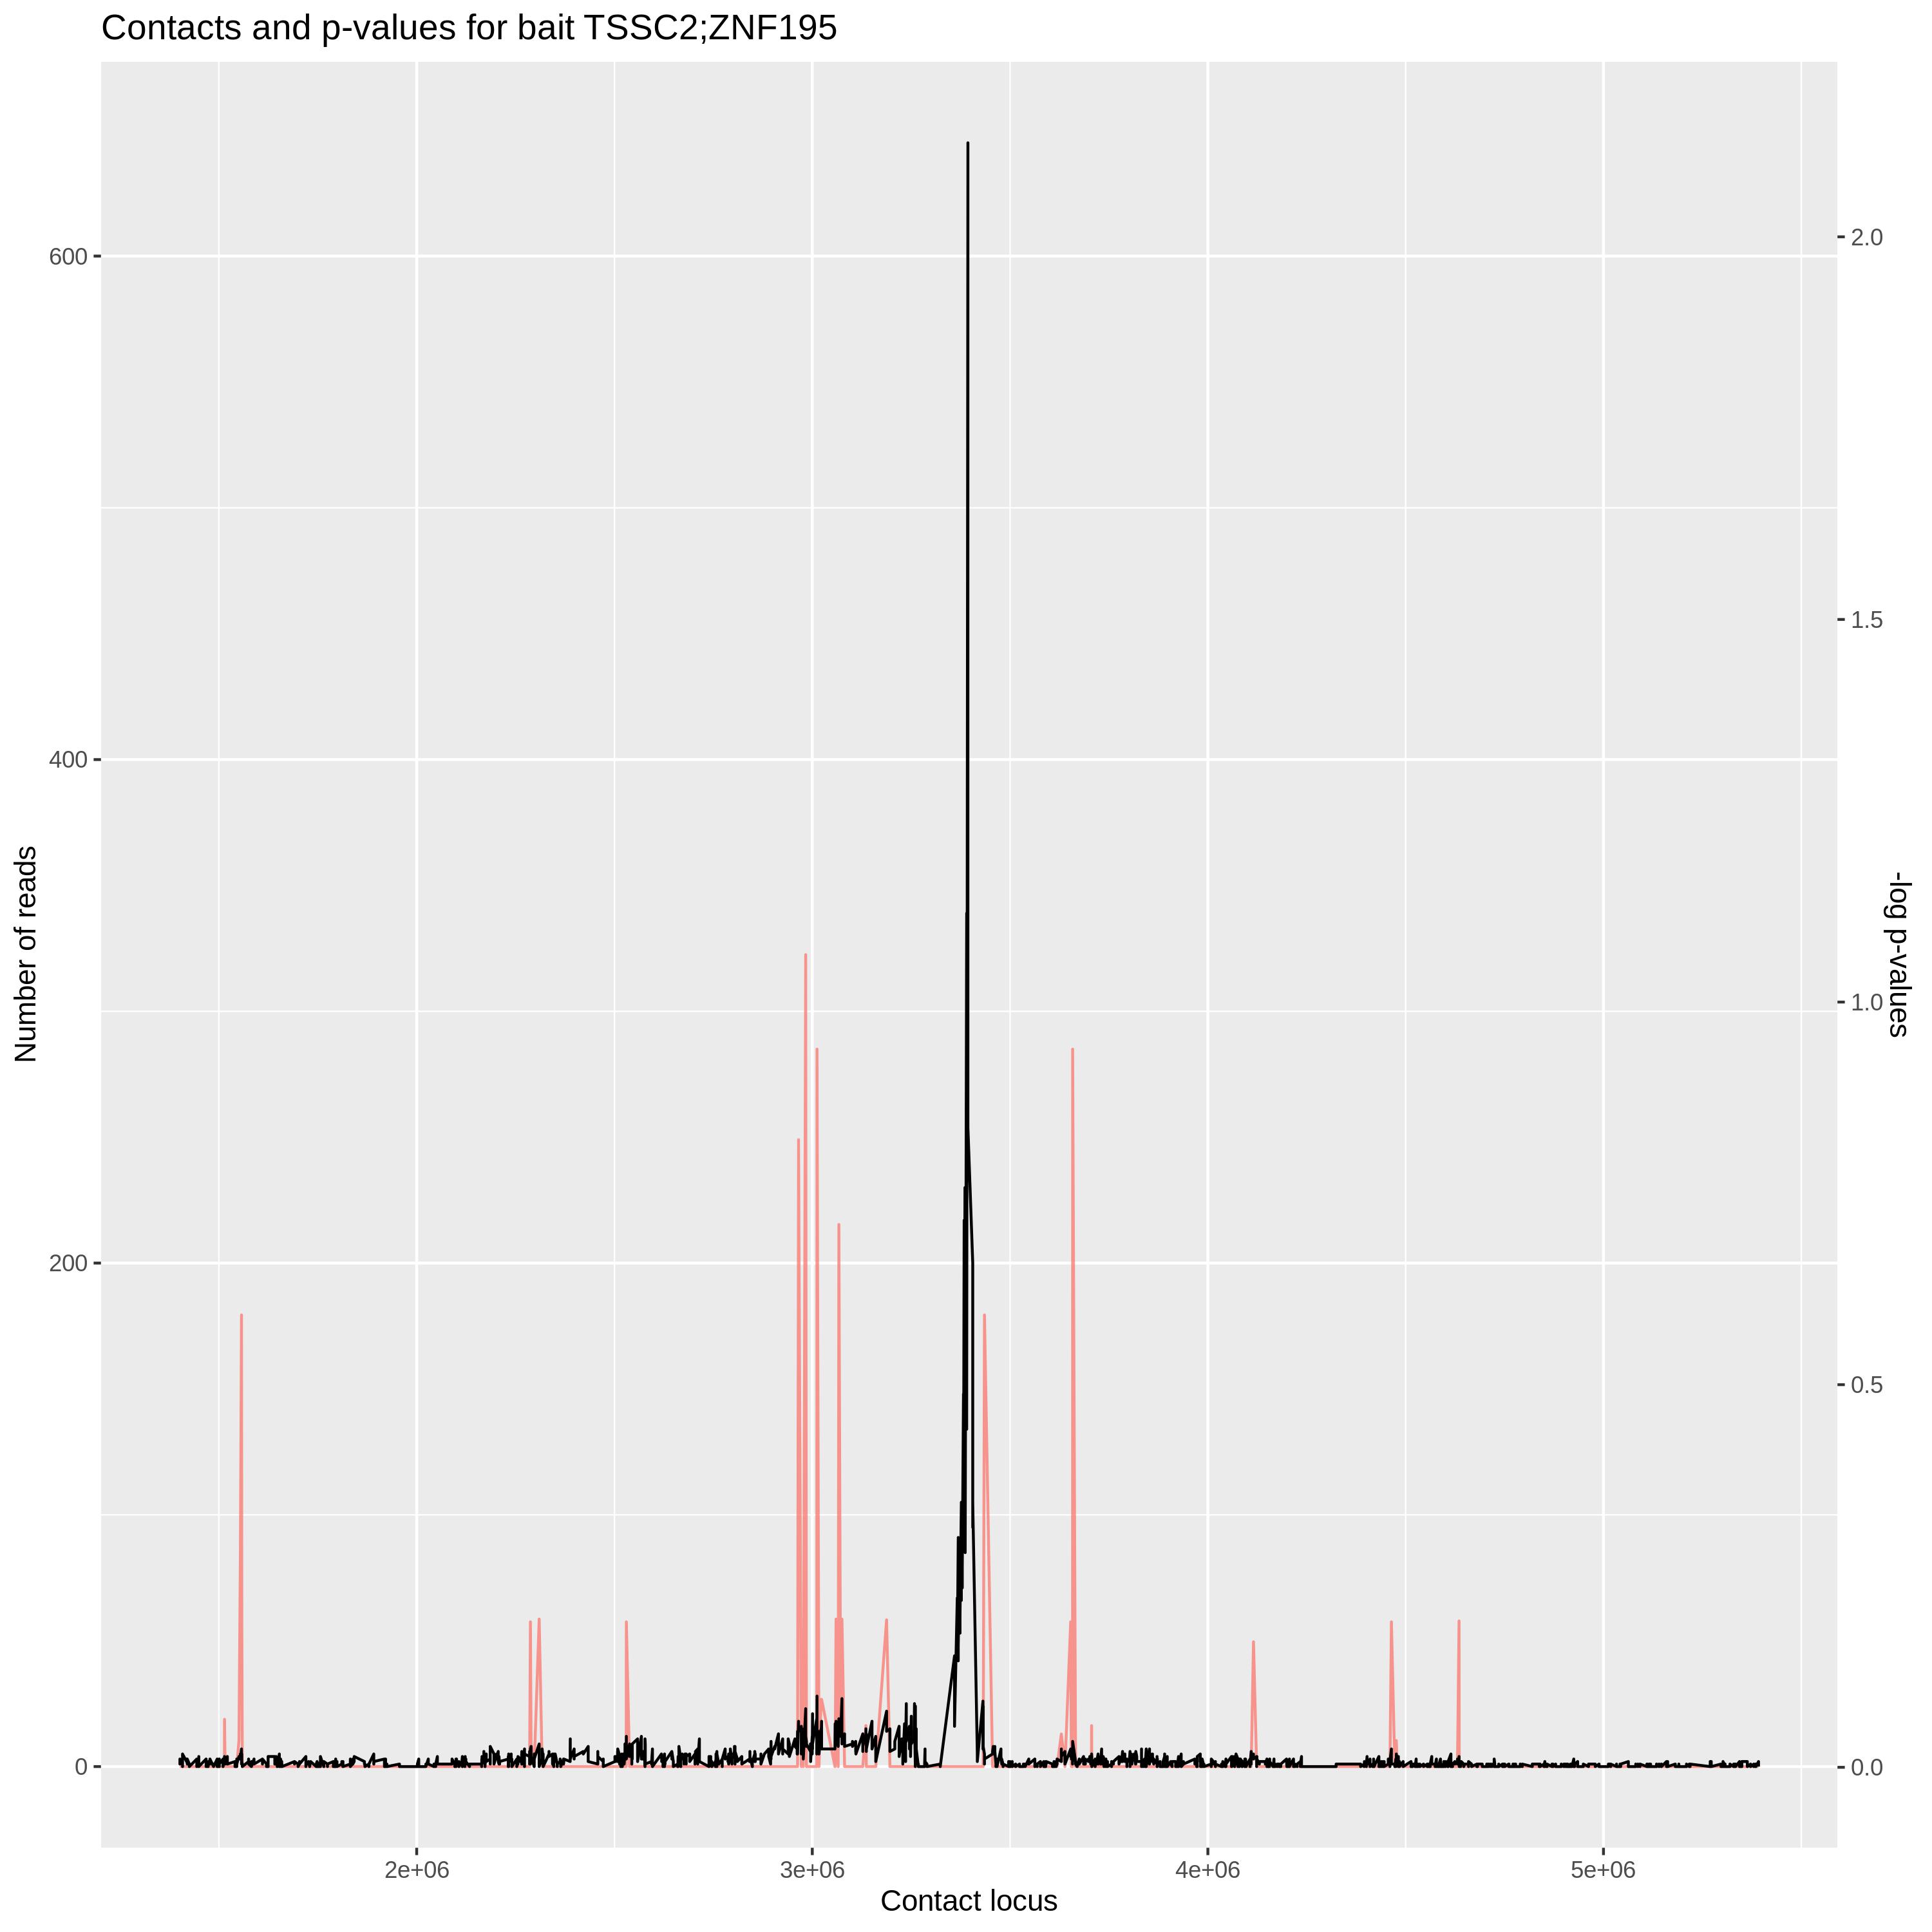 Contacts and p-values for bait TSSC2;ZNF195
600
400
200
0
Number of reads
2.0
1.5
1.0
0.5
0.0
-log p-values
2e+06
3e+06
4e+06
5e+06
Contact locus